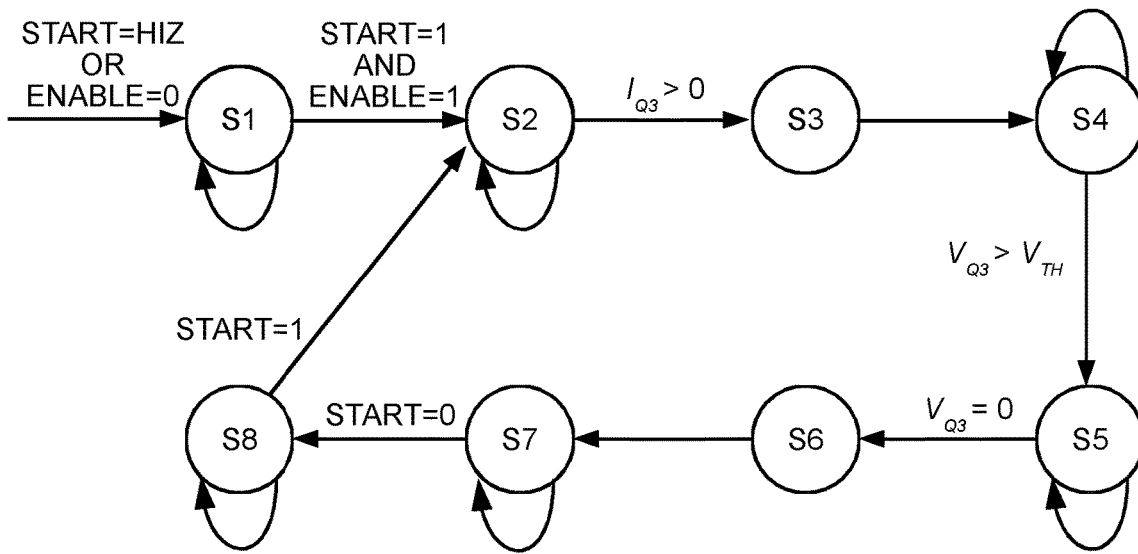 START=HIZ
OR
ENABLE=0
START=1
AND
ENABLE=1
S1
S2
I_Q3 > 0
S3
S4
V_Q3 > V_TH
START=1
S8
START=0
S7
S6
V_Q3 = 0
S5